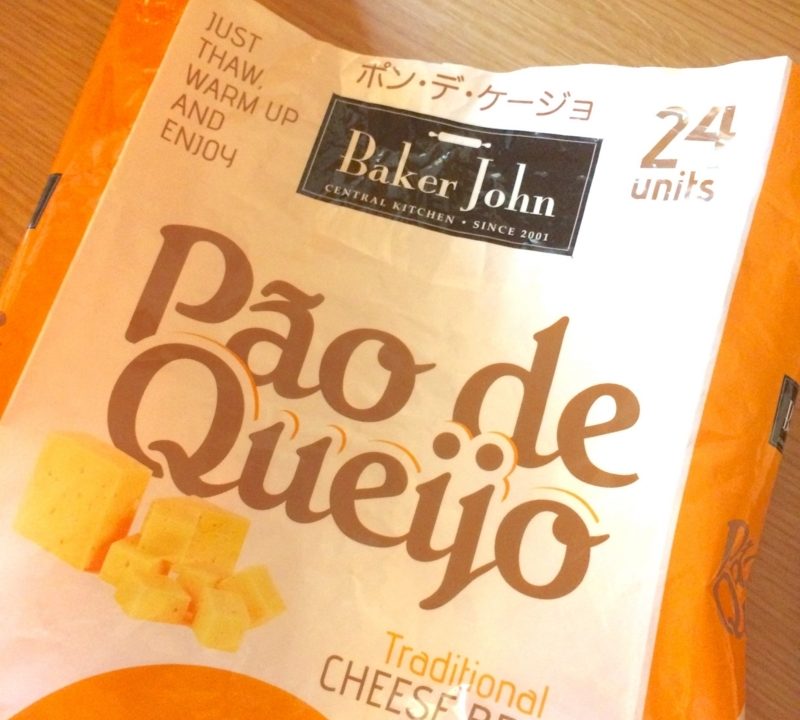 JUST
THAW,
WARM UP
AND
ENJOY
ポン・デ・ケージョ
Baker John
CENTRAL KITCHEN • SINCE 2001
24
units
Pão de
Queijo
Traditional
CHEESE